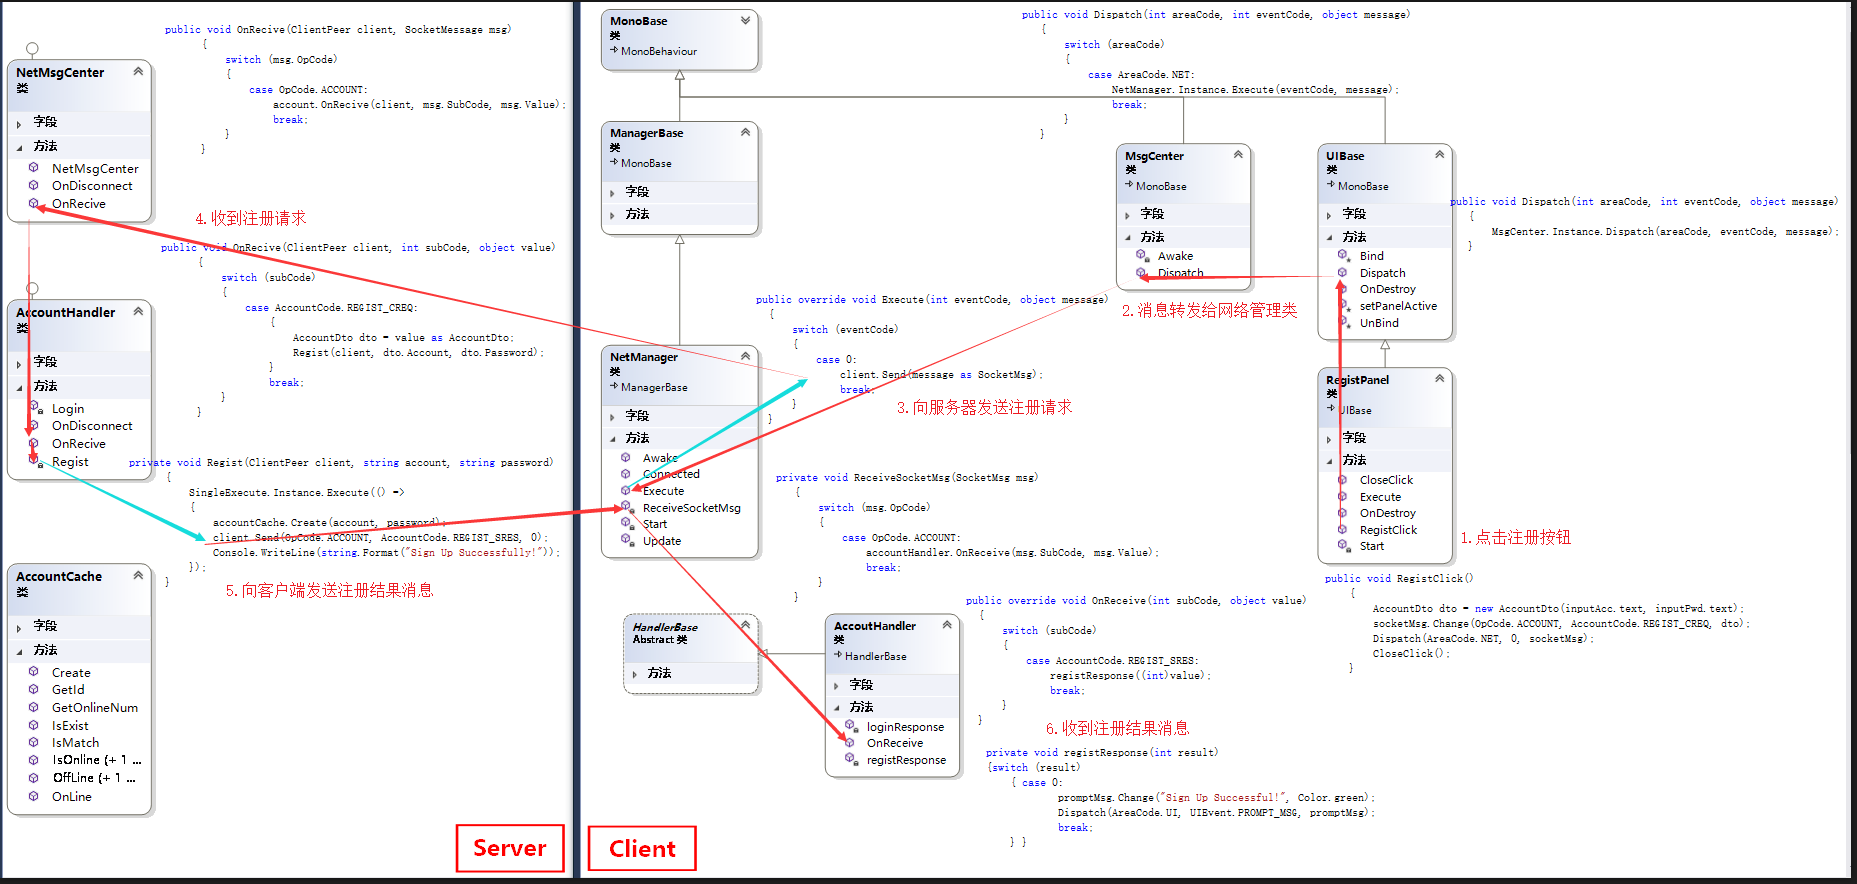 public void OnRecive(ClientPeer client, SocketMessage msg)
{
switch (msg.OpCode)
{
case OpCode.ACCOUNT:
account.OnRecive(client, msg.SubCode, msg.Value);
break;
}
}
NetMsgCenter
类
字段
方法
NetMsgCenter
OnDisconnect
OnRecive
4.收到注册请求
public void OnRecive(ClientPeer client, int subCode, object value)
{
switch (subCode)
{
case AccountCode.REGIST_CREQ:
{
AccountDto dto = value as AccountDto;
Regist(client, dto.Account, dto.Password);
}
break;
}
}
AccountHandler
类
字段
方法
Login
OnDisconnect
OnRecive
Regist
private void Regist(ClientPeer client, string account, string password)
{
SingleExecute.Instance.Execute(() =>
{
accountCache.Create(account, password);
client.Send(OpCode.ACCOUNT, AccountCode.REGIST_SRES, 0);
Console.WriteLine(string.Format("Sign Up Successfully!"));
});
}
5.向客户端发送注册结果消息
AccountCache
类
字段
方法
Create
GetId
GetOnlineNum
IsExist
IsMatch
IsOnline (+ 1 ...
OffLine (+ 1 ...
OnLine
Server
MonoBase
类
MonoBehaviour
public void Dispatch(int areaCode, int eventCode, object message)
{
switch (areaCode)
{
case AreaCode.NET:
NetManager.Instance.Execute(eventCode, message);
break;
}
}
ManagerBase
类
MonoBase
字段
方法
MsgCenter
类
MonoBase
字段
方法
Awake
Dispatch
UIBase
类
MonoBase
字段
方法
Bind
Dispatch
OnDestroy
setPanelActive
UnBind
public void Dispatch(int areaCode, int eventCode, object message)
{
MsgCenter.Instance.Dispatch(areaCode, eventCode, message);
}
2.消息转发给网络管理类
public override void Execute(int eventCode, object message)
{
switch (eventCode)
{
case 0:
client.Send(message as SocketMsg);
break;
}
}
3.向服务器发送注册请求
NetManager
类
ManagerBase
字段
方法
Awake
Connected
Execute
ReceiveSocketMsg
Start
Update
RegistPanel
类
UIBase
字段
方法
CloseClick
Execute
OnDestroy
RegistClick
Start
1.点击注册按钮
public void RegistClick()
{
AccountDto dto = new AccountDto(inputAcc.text, inputPwd.text);
socketMsg.Change(OpCode.ACCOUNT, AccountCode.REGIST_CREQ, dto);
Dispatch(AreaCode.NET, 0, socketMsg);
CloseClick();
}
private void ReceiveSocketMsg(SocketMsg msg)
{
switch (msg.OpCode)
{
case OpCode.ACCOUNT:
accountHandler.OnReceive(msg.SubCode, msg.Value);
break;
}
}
HandlerBase
Abstract 类
方法
AccoutHandler
类
HandlerBase
字段
方法
loginResponse
OnReceive
registResponse
public override void OnReceive(int subCode, object value)
{
switch (subCode)
{
case AccountCode.REGIST_SRES:
registResponse((int)value);
break;
}
}
6.收到注册结果消息
private void registResponse(int result)
{switch (result)
{ case 0:
promptMsg.Change("Sign Up Successful!", Color.green);
Dispatch(AreaCode.UI, UIEvent.PROMPT_MSG, promptMsg);
break;
} }
Client